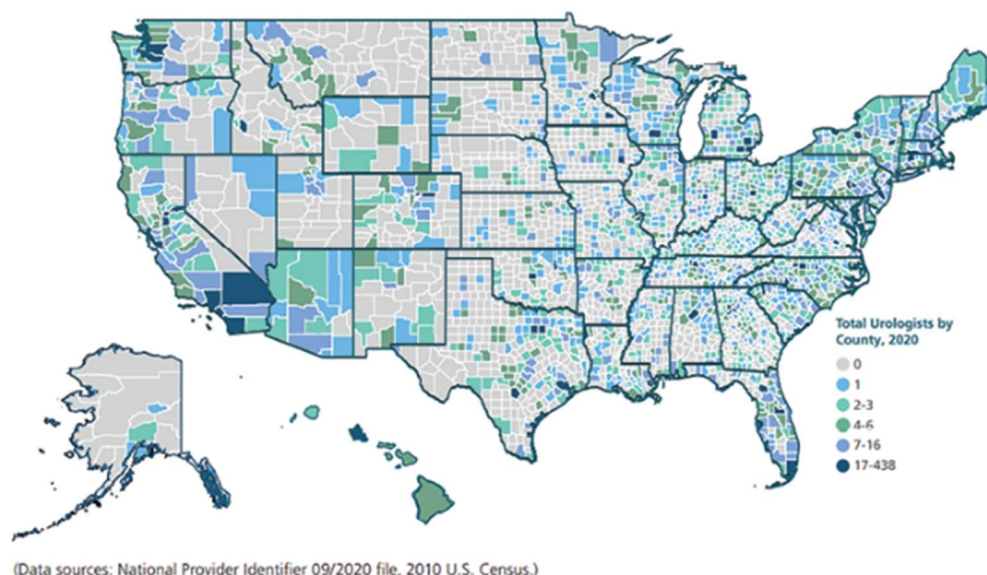 Total Urologists by
County, 2020
0
1
2-3
4-6
7-16
17-438
(Data sources: National Provider Identifier 09/2020 file, 2010 U.S. Census.)